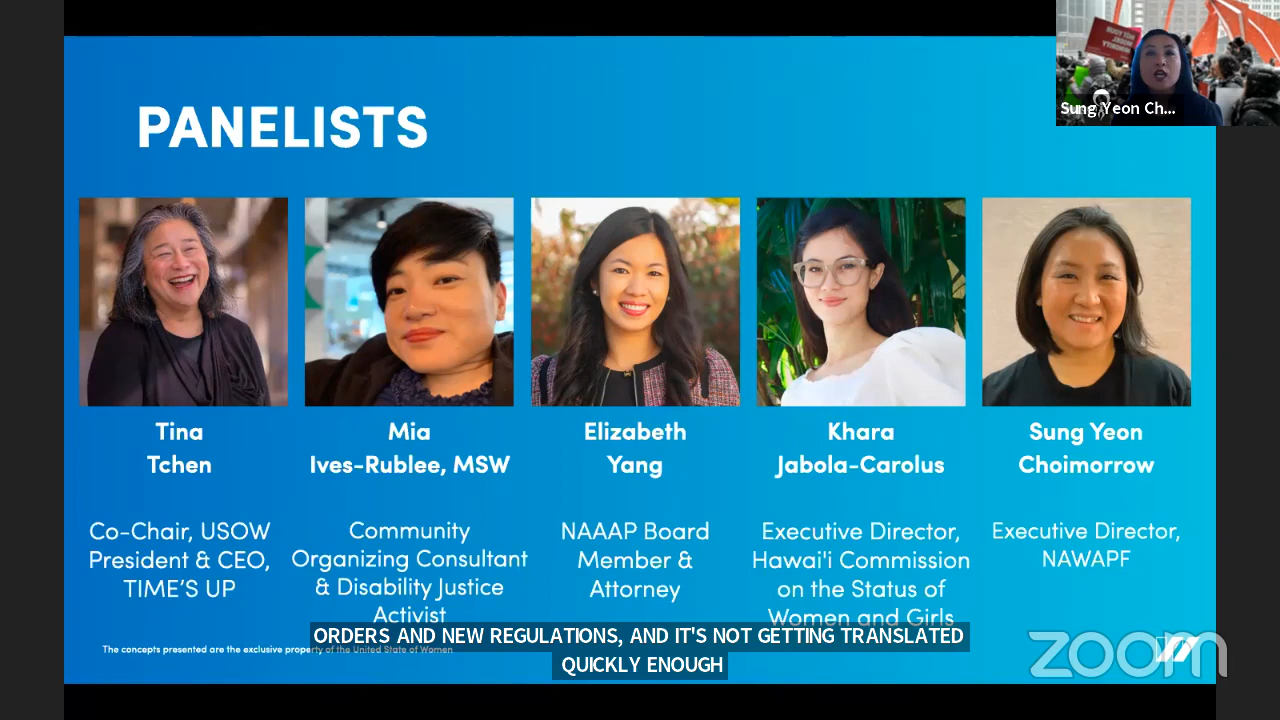 PANELISTS
Sung Yeon Ch...
Tina
Tchen
Co-Chair, USOW
President & CEO,
TIME'S UP
Mia
Ives-Rublee, MSW
Community
Organizing Consultant
& Disability Justice
Activist
Elizabeth
Yang
NAAAP Board
Member &
Attorney
Khara
Jabola-Carolus
Executive Director,
Hawai'i Commission
on the Status of
Women and Girls
Sung Yeon
Choimorrow
Executive Director,
NAWAPF
ORDERS AND NEW REGULATIONS, AND IT'S NOT GETTING TRANSLATED
QUICKLY ENOUGH
The concepts presented are the exclusive property of the United State of Women
zoom